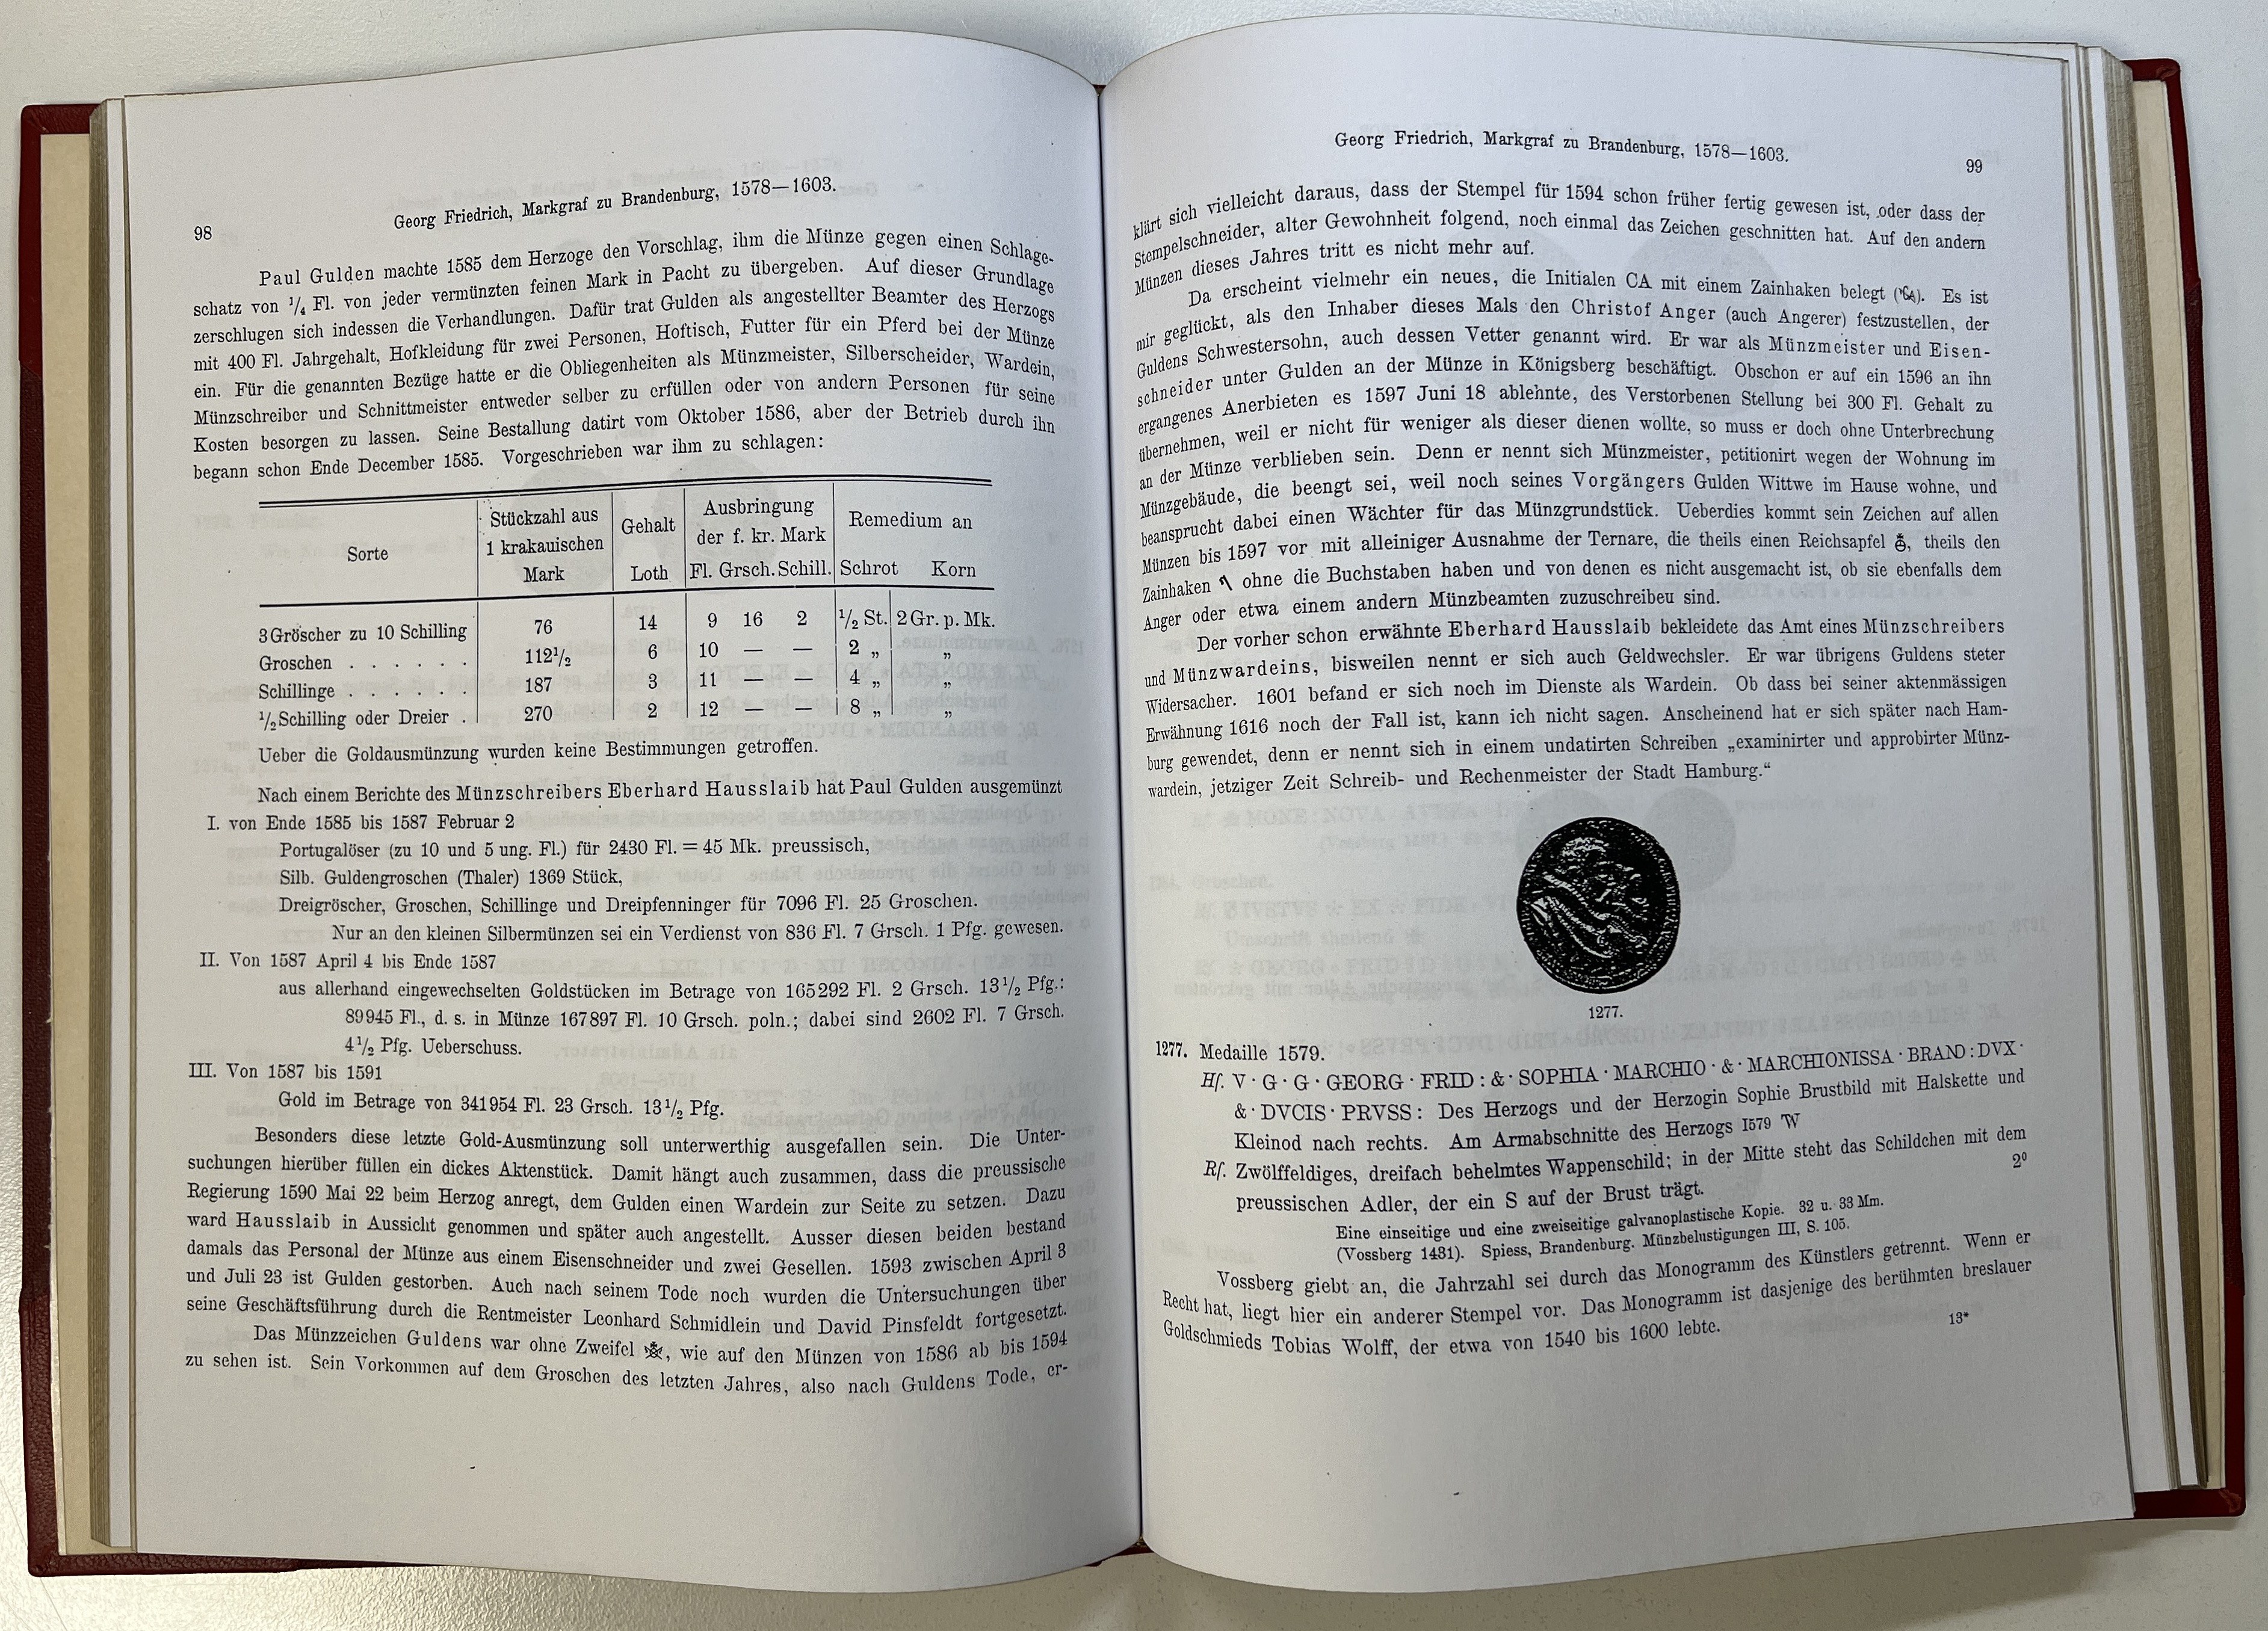 98
Georg Friedrich, Markgraf zu Brandenburg, 1578—1603.
Paul Gulden machte 1585 dem Herzoge den Vorschlag, ihm die Münze gegen einen Schlage-
schatz von ¼ Fl. von jeder vermünzten feinen Mark in Pacht zu übergeben. Auf dieser Grundlage
zerschlugen sich indessen die Verhandlungen. Dafür trat Gulden als angestellter Beamter des Herzogs
mit 400 Fl. Jahrgehalt, Hofkleidung für zwei Personen, Hoftisch, Futter für ein Pferd bei der Münze
ein. Für die genannten Bezüge hatte er die Obliegenheiten als Münzmeister, Silberscheider, Wardein,
Münzschreiber und Schnittmeister entweder selber zu erfüllen oder von andern Personen für seine
Kosten besorgen zu lassen. Seine Bestallung datirt vom Oktober 1586, aber der Betrieb durch ihn
begann schon Ende December 1585. Vorgeschrieben war ihm zu schlagen:
Sorte | Stückzahl aus 1 krakauischen Mark | Gehalt Loth | Ausbringung der f. kr. Mark Fl. Grsch. Schill. | Remedium an Schrot Korn
3 Gröscher zu 10 Schilling | 76 | 14 | 9 16 2 | ½ St. | 2 Gr. p. Mk.
Groschen . . . . . . | 112½ | 6 | 10 — — | 2 „ | „
Schillinge . . . . . . | 187 | 3 | 11 — — | 4 „ | „
½ Schilling oder Dreier . | 270 | 2 | 12 — — | 8 „ | „
Ueber die Goldausmünzung wurden keine Bestimmungen getroffen.
Nach einem Berichte des Münzschreibers Eberhard Hausslaib hat Paul Gulden ausgemünzt
I. von Ende 1585 bis 1587 Februar 2
Portugalöser (zu 10 und 5 ung. Fl.) für 2430 Fl. = 45 Mk. preussisch,
Silb. Guldengroschen (Thaler) 1369 Stück,
Dreigröscher, Groschen, Schillinge und Dreipfenninger für 7096 Fl. 25 Groschen.
Nur an den kleinen Silbermünzen sei ein Verdienst von 836 Fl. 7 Grsch. 1 Pfg. gewesen.
II. Von 1587 April 4 bis Ende 1587
aus allerhand eingewechselten Goldstücken im Betrage von 165292 Fl. 2 Grsch. 13½ Pfg.:
89945 Fl., d. s. in Münze 167897 Fl. 10 Grsch. poln.; dabei sind 2602 Fl. 7 Grsch.
4½ Pfg. Ueberschuss.
III. Von 1587 bis 1591
Gold im Betrage von 341954 Fl. 23 Grsch. 13½ Pfg.
Besonders diese letzte Gold-Ausmünzung soll unterwerthig ausgefallen sein. Die Unter-
suchungen hierüber füllen ein dickes Aktenstück. Damit hängt auch zusammen, dass die preussische
Regierung 1590 Mai 22 beim Herzog anregt, dem Gulden einen Wardein zur Seite zu setzen. Dazu
ward Hausslaib in Aussicht genommen und später auch angestellt. Ausser diesen beiden bestand
damals das Personal der Münze aus einem Eisenschneider und zwei Gesellen. 1593 zwischen April 3
und Juli 23 ist Gulden gestorben. Auch nach seinem Tode noch wurden die Untersuchungen über
seine Geschäftsführung durch die Rentmeister Leonhard Schmidlein und David Pinsfeldt fortgesetzt.
Das Münzzeichen Guldens war ohne Zweifel , wie auf den Münzen von 1586 ab bis 1594
zu sehen ist. Sein Vorkommen auf dem Groschen des letzten Jahres, also nach Guldens Tode, er-
Georg Friedrich, Markgraf zu Brandenburg, 1578—1603.
99
klärt sich vielleicht daraus, dass der Stempel für 1594 schon früher fertig gewesen ist, oder dass der
Stempelschneider, alter Gewohnheit folgend, noch einmal das Zeichen geschnitten hat. Auf den andern
Münzen dieses Jahres tritt es nicht mehr auf.
Da erscheint vielmehr ein neues, die Initialen CA mit einem Zainhaken belegt (). Es ist
mir geglückt, als den Inhaber dieses Mals den Christof Anger (auch Angerer) festzustellen, der
Guldens Schwestersohn, auch dessen Vetter genannt wird. Er war als Münzmeister und Eisen-
schneider unter Gulden an der Münze in Königsberg beschäftigt. Obschon er auf ein 1596 an ihn
ergangenes Anerbieten es 1597 Juni 18 ablehnte, des Verstorbenen Stellung bei 300 Fl. Gehalt zu
übernehmen, weil er nicht für weniger als dieser dienen wollte, so muss er doch ohne Unterbrechung
an der Münze verblieben sein. Denn er nennt sich Münzmeister, petitionirt wegen der Wohnung im
Münzgebäude, die beengt sei, weil noch seines Vorgängers Gulden Wittwe im Hause wohne, und
beansprucht dabei einen Wächter für das Münzgrundstück. Ueberdies kommt sein Zeichen auf allen
Münzen bis 1597 vor mit alleiniger Ausnahme der Ternare, die theils einen Reichsapfel , theils den
Zainhaken ohne die Buchstaben haben und von denen es nicht ausgemacht ist, ob sie ebenfalls dem
Anger oder etwa einem andern Münzbeamten zuzuschreibeu sind.
Der vorher schon erwähnte Eberhard Hausslaib bekleidete das Amt eines Münzschreibers
und Münzwardeins, bisweilen nennt er sich auch Geldwechsler. Er war übrigens Guldens steter
Widersacher. 1601 befand er sich noch im Dienste als Wardein. Ob dass bei seiner aktenmässigen
Erwähnung 1616 noch der Fall ist, kann ich nicht sagen. Anscheinend hat er sich später nach Ham-
burg gewendet, denn er nennt sich in einem undatirten Schreiben „examinirter und approbirter Münz-
wardein, jetziger Zeit Schreib- und Rechenmeister der Stadt Hamburg.“
1277.
1277. Medaille 1579.
Hf. V · G · G · GEORG · FRID : & · SOPHIA · MARCHIO · & · MARCHIONISSA · BRAND : DVX ·
& · DVCIS · PRVSS : Des Herzogs und der Herzogin Sophie Brustbild mit Halskette und
Kleinod nach rechts. Am Armabschnitte des Herzogs 1579 W
Rf. Zwölffeldiges, dreifach behelmtes Wappenschild; in der Mitte steht das Schildchen mit dem
preussischen Adler, der ein S auf der Brust trägt. 2⁰
Eine einseitige und eine zweiseitige galvanoplastische Kopie. 32 u. 33 Mm.
(Vossberg 1431). Spiess, Brandenburg. Münzbelustigungen III, S. 105.
Vossberg giebt an, die Jahrzahl sei durch das Monogramm des Künstlers getrennt. Wenn er
Recht hat, liegt hier ein anderer Stempel vor. Das Monogramm ist dasjenige des berühmten breslauer
Goldschmieds Tobias Wolff, der etwa von 1540 bis 1600 lebte.
13*